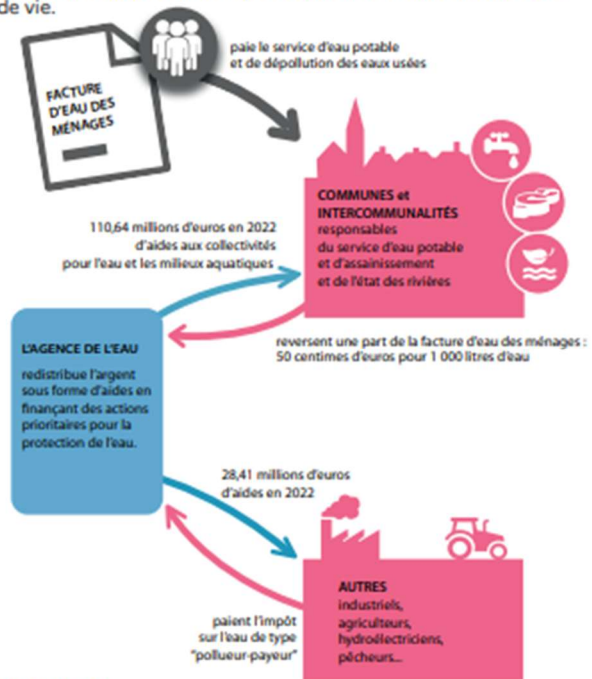 de vie.
FACTURE
D'EAU DES
MÉNAGES
paie le service d'eau potable
et de dépollution des eaux usées
COMMUNES et
INTERCOMMUNALITÉS
responsables
du service d'eau potable
et d'assainissement
et de l'état des rivières
110,64 millions d'euros en 2022
d'aides aux collectivités
pour l'eau et les milieux aquatiques
reversent une part de la facture d'eau des ménages :
50 centimes d'euros pour 1 000 litres d'eau
L'AGENCE DE L'EAU
redistribue l'argent
sous forme d'aides en
finançant des actions
prioritaires pour la
protection de l'eau.
28,41 millions d'euros
d'aides en 2022
AUTRES
industriels,
agriculteurs,
hydroélectriciens,
pêcheurs...
paient l'impôt
sur l'eau de type
"pollueur-payeur"